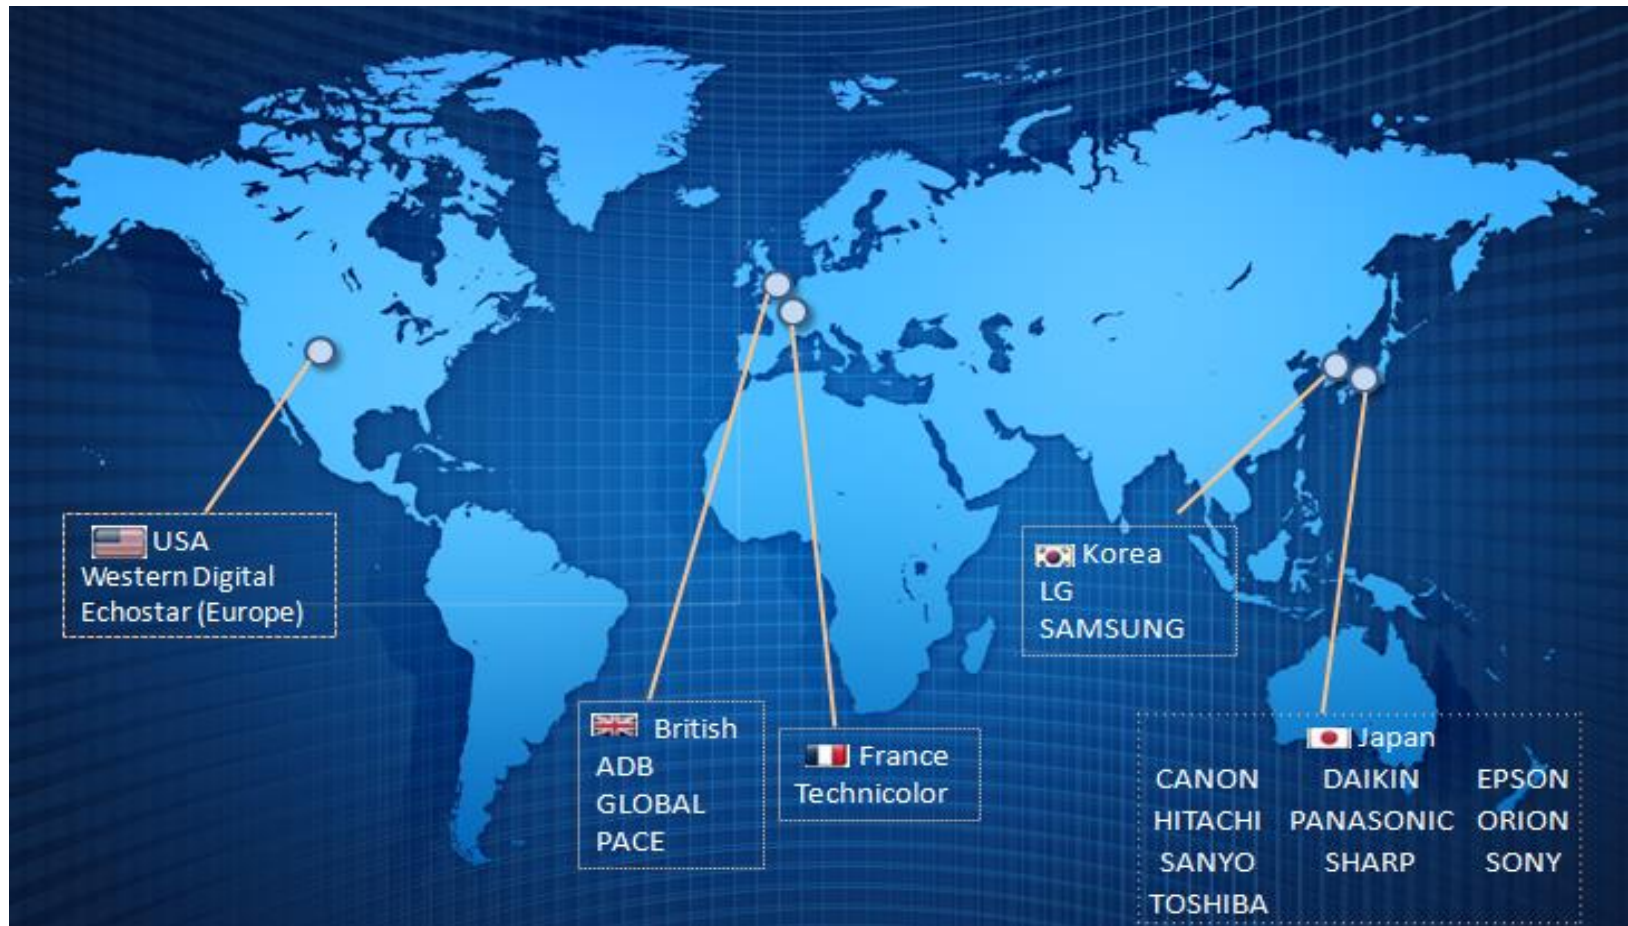 USA
Western Digital
Echostar (Europe)
British
ADB
GLOBAL
PACE
France
Technicolor
Korea
LG
SAMSUNG
Japan
CANON DAIKIN EPSON
HITACHI PANASONIC ORION
SANYO SHARP SONY
TOSHIBA